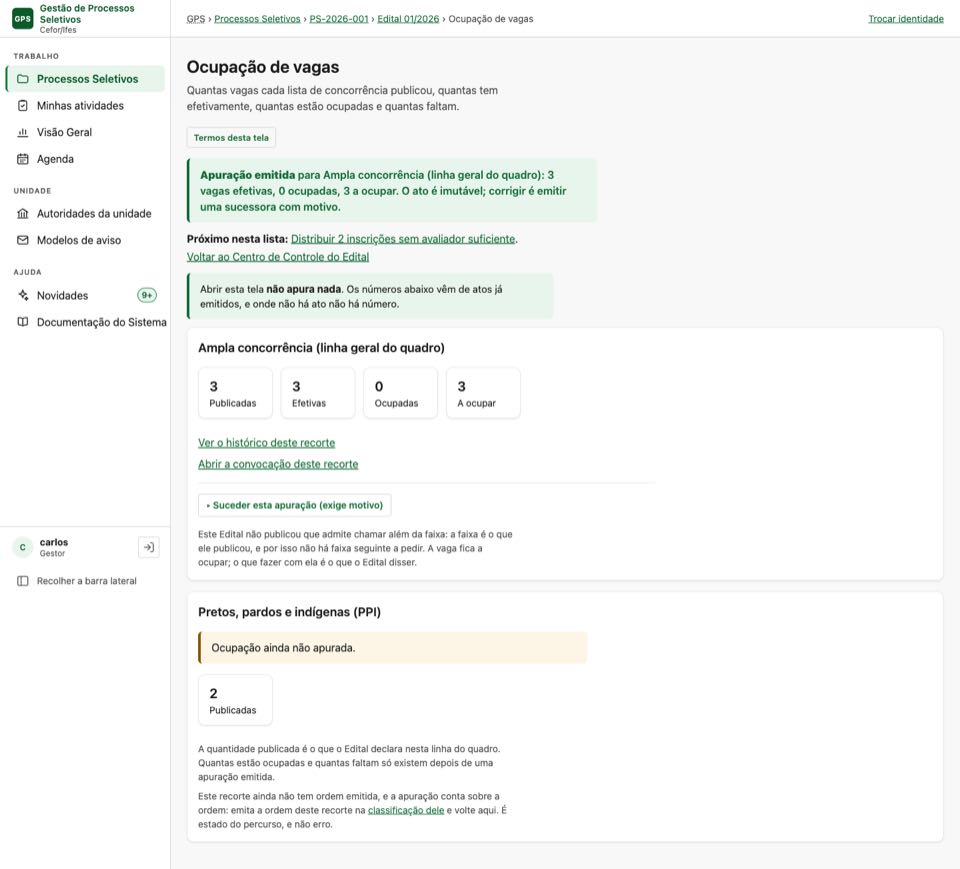 GPS
Gestão de Processos
Seletivos
Cefor/Ifes
GPS › Processos Seletivos › PS-2026-001 › Edital 01/2026 › Ocupação de vagas
Trocar identidade
TRABALHO
Processos Seletivos
Minhas atividades
Visão Geral
Agenda
UNIDADE
Autoridades da unidade
Modelos de aviso
AJUDA
Novidades 9+
Documentação do Sistema
C
carlos
Gestor
Recolher a barra lateral
Ocupação de vagas
Quantas vagas cada lista de concorrência publicou, quantas tem
efetivamente, quantas estão ocupadas e quantas faltam.
Termos desta tela
Apuração emitida para Ampla concorrência (linha geral do quadro): 3
vagas efetivas, 0 ocupadas, 3 a ocupar. O ato é imutável; corrigir é emitir
uma sucessora com motivo.
Próximo nesta lista: Distribuir 2 inscrições sem avaliador suficiente.
Voltar ao Centro de Controle do Edital
Abrir esta tela não apura nada. Os números abaixo vêm de atos já
emitidos, e onde não há ato não há número.
Ampla concorrência (linha geral do quadro)
3
Publicadas
3
Efetivas
0
Ocupadas
3
A ocupar
Ver o histórico deste recorte
Abrir a convocação deste recorte
▸ Suceder esta apuração (exige motivo)
Este Edital não publicou que admite chamar além da faixa: a faixa é o que
ele publicou, e por isso não há faixa seguinte a pedir. A vaga fica a
ocupar; o que fazer com ela é o que o Edital disser.
Pretos, pardos e indígenas (PPI)
Ocupação ainda não apurada.
2
Publicadas
A quantidade publicada é o que o Edital declara nesta linha do quadro.
Quantas estão ocupadas e quantas faltam só existem depois de uma
apuração emitida.
Este recorte ainda não tem ordem emitida, e a apuração conta sobre a
ordem: emita a ordem deste recorte na classificação dele e volte aqui. É
estado do percurso, e não erro.